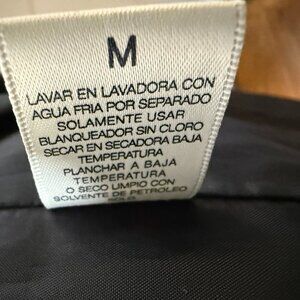 M
LAVAR EN LAVADORA CON
AGUA FRIA POR SEPARADO
SOLAMENTE USAR
BLANQUEADOR SIN CLORO
SECAR EN SECADORA BAJA
TEMPERATURA
PLANCHAR A BAJA
TEMPERATURA
O SECO LIMPIO CON
SOLVENTE DE PETROLEO
SOLO